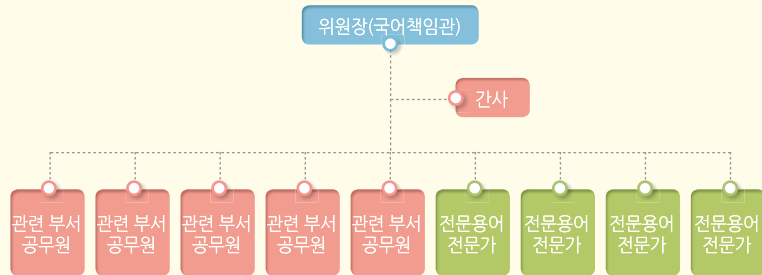 위원장(국어책임관)
간사
관련 부서
공무원
관련 부서
공무원
관련 부서
공무원
관련 부서
공무원
관련 부서
공무원
전문용어
전문가
전문용어
전문가
전문용어
전문가
전문용어
전문가